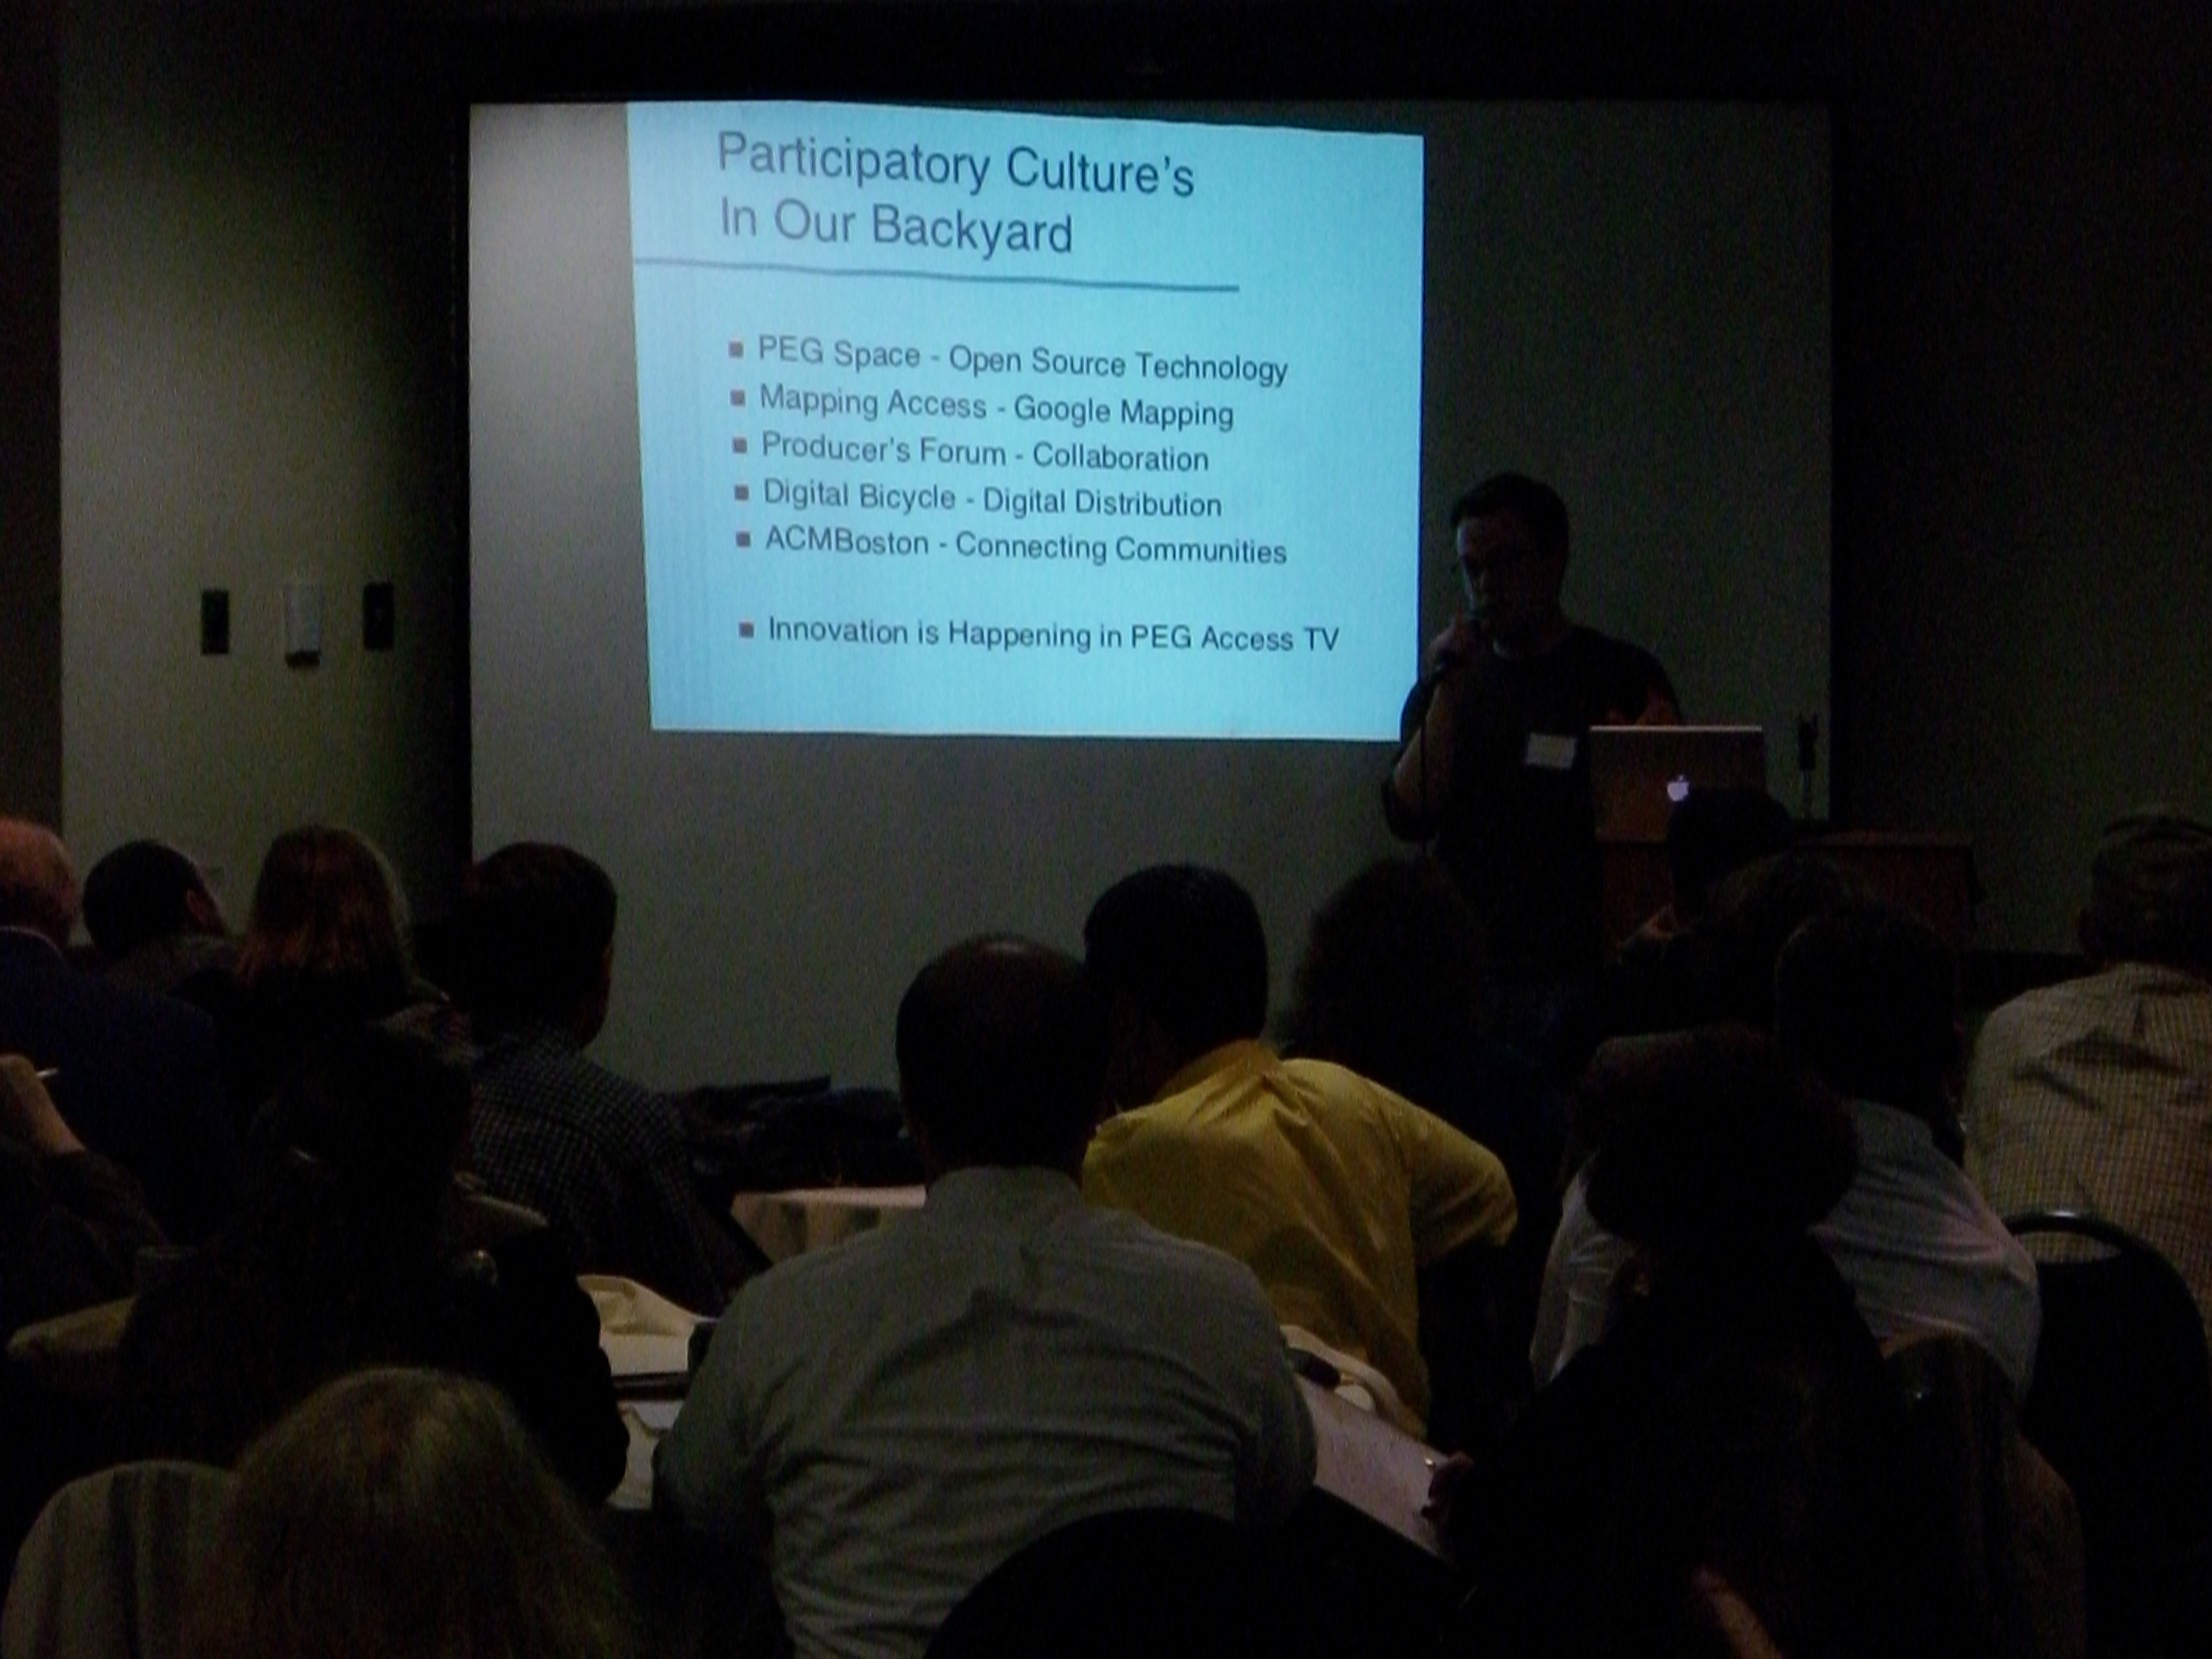 Participatory Culture's
In Our Backyard
PEG Space - Open Source Technology
Mapping Access - Google Mapping
Producer's Forum - Collaboration
Digital Bicycle - Digital Distribution
ACMBoston - Connecting Communities
Innovation is Happening in PEG Access TV